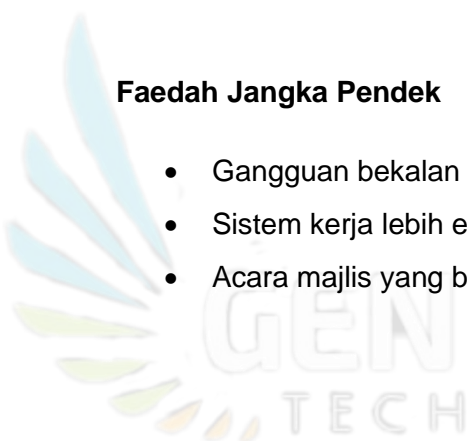 Faedah Jangka Pendek
• Gangguan bekalan
• Sistem kerja lebih e
• Acara majlis yang b
GEN
TECH